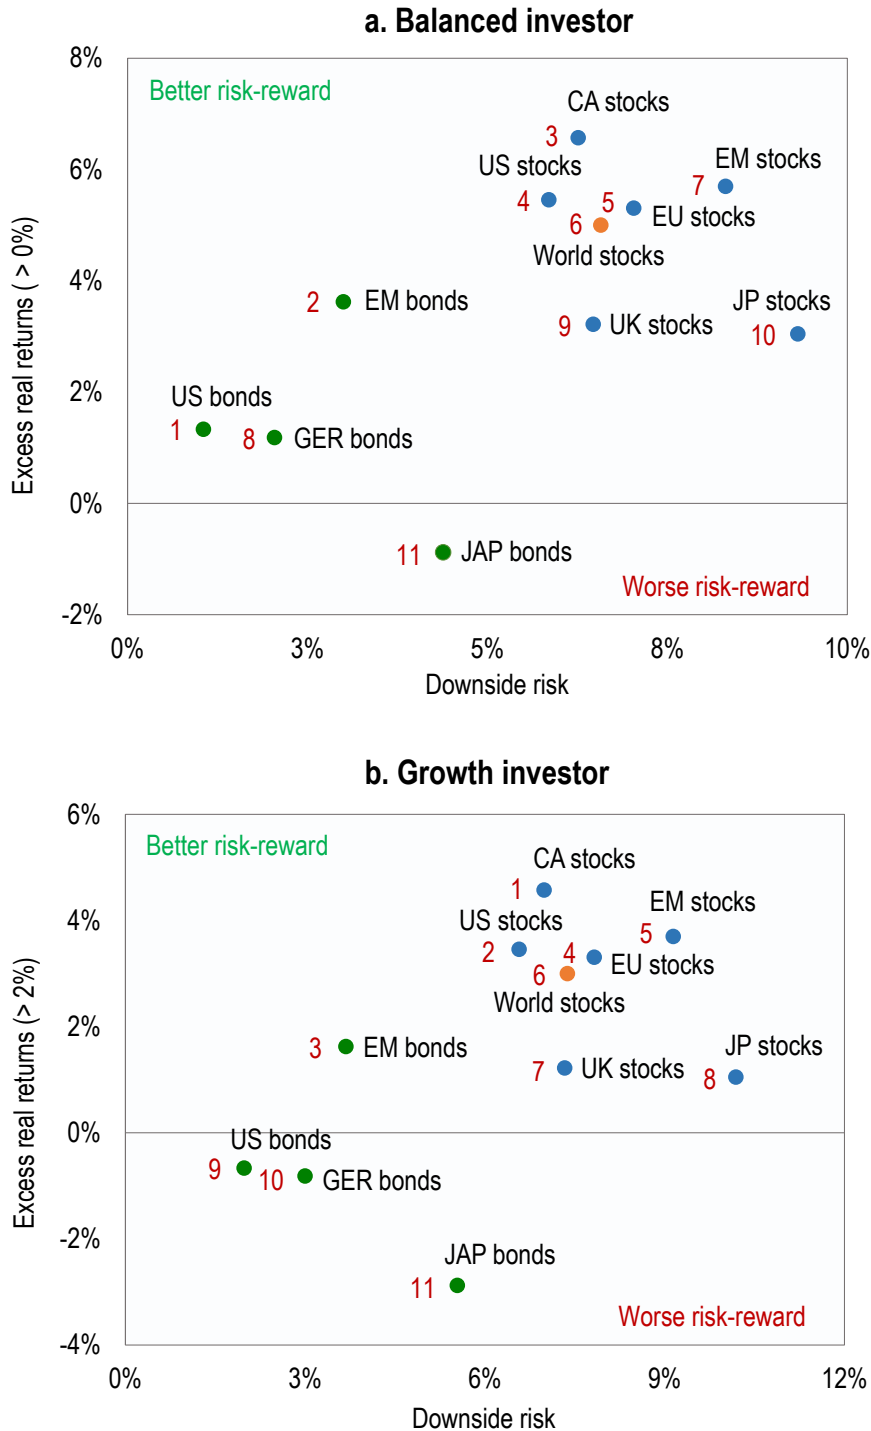 a. Balanced investor
8%
Better risk-reward
CA stocks
3
EM stocks
6%
US stocks
7
4
5
EU stocks
6
World stocks
Excess real returns ( > 0%)
4%
2
EM bonds
JP stocks
9
UK stocks
10
2%
US bonds
1
8
GER bonds
0%
11
JAP bonds
Worse risk-reward
-2%
0%
3%
5%
8%
10%
Downside risk
b. Growth investor
6%
Better risk-reward
CA stocks
1
EM stocks
4%
US stocks
5
2
4
EU stocks
6
World stocks
Excess real returns (> 2%)
2%
3
EM bonds
JP stocks
7
UK stocks
8
0%
US bonds
9
10
GER bonds
-2%
JAP bonds
11
Worse risk-reward
-4%
0%
3%
6%
9%
12%
Downside risk